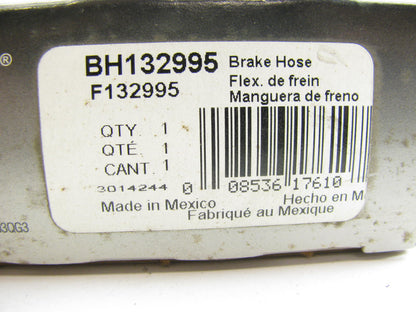 ®
BH132995 Brake Hose
F132995 Flex. de frein
Manguera de freno
QTY. 1
QTÉ. 1
CANT. 1
3014244 0 08536 17610
Made in Mexico Hecho en M
Fabriqué au Mexique